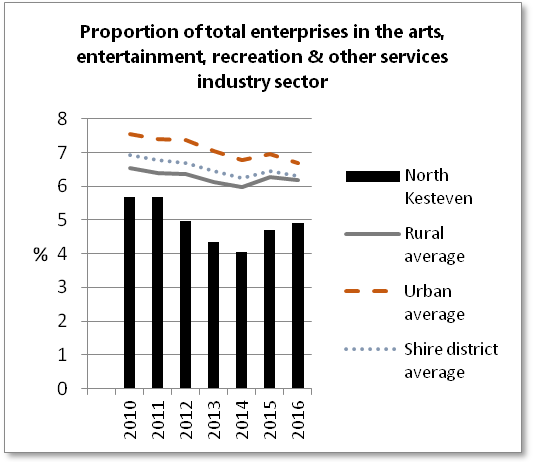 Proportion of total enterprises in the arts,
entertainment, recreation & other services
industry sector
8
7
6
5
4
3
2
1
0
%
2010
2011
2012
2013
2014
2015
2016
North
Kesteven
Rural
average
Urban
average
Shire district
average